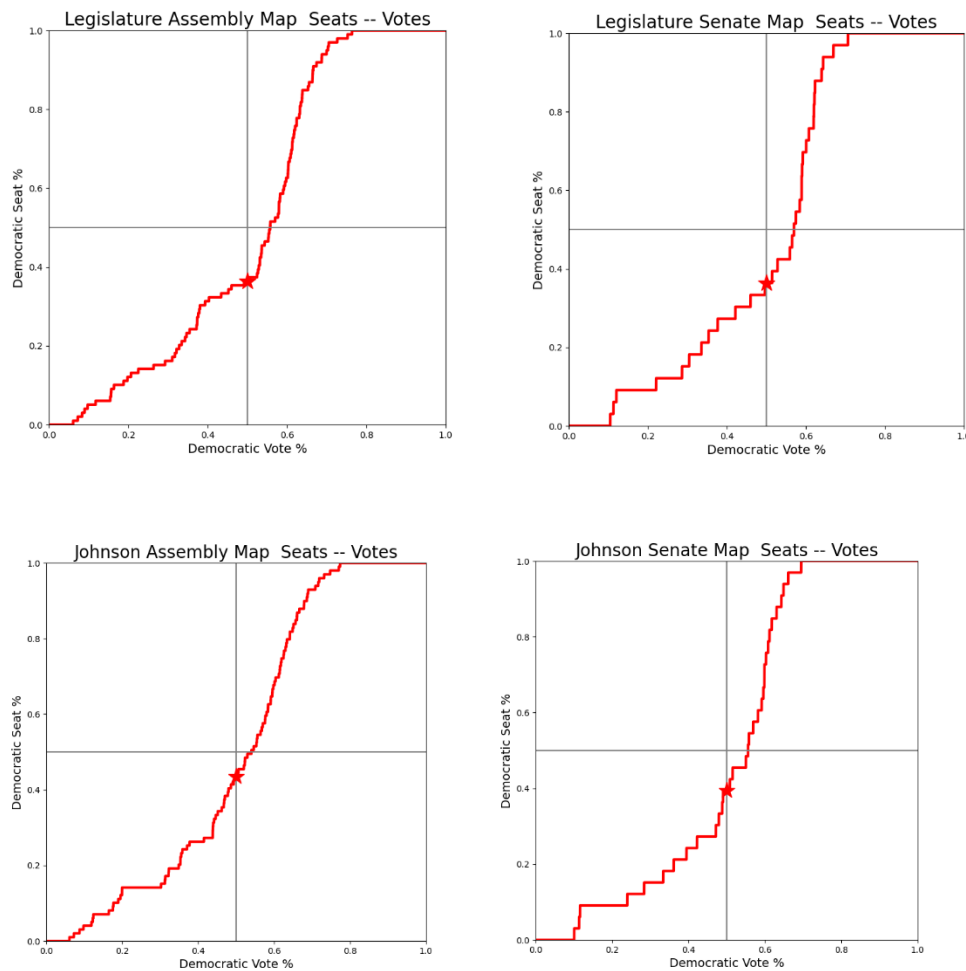 Legislature Assembly Map Seats -- Votes
1.0
0.8
0.6
0.4
0.2
0.0
Democratic Seat %
0.0 0.2 0.4 0.6 0.8 1.0
Democratic Vote %
Legislature Senate Map Seats -- Votes
1.0
0.8
0.6
0.4
0.2
0.0
Democratic Seat %
0.0 0.2 0.4 0.6 0.8 1.0
Democratic Vote %
Johnson Assembly Map Seats -- Votes
1.0
0.8
0.6
0.4
0.2
0.0
Democratic Seat %
0.0 0.2 0.4 0.6 0.8 1.0
Democratic Vote %
Johnson Senate Map Seats -- Votes
1.0
0.8
0.6
0.4
0.2
0.0
Democratic Seat %
0.0 0.2 0.4 0.6 0.8 1.0
Democratic Vote %